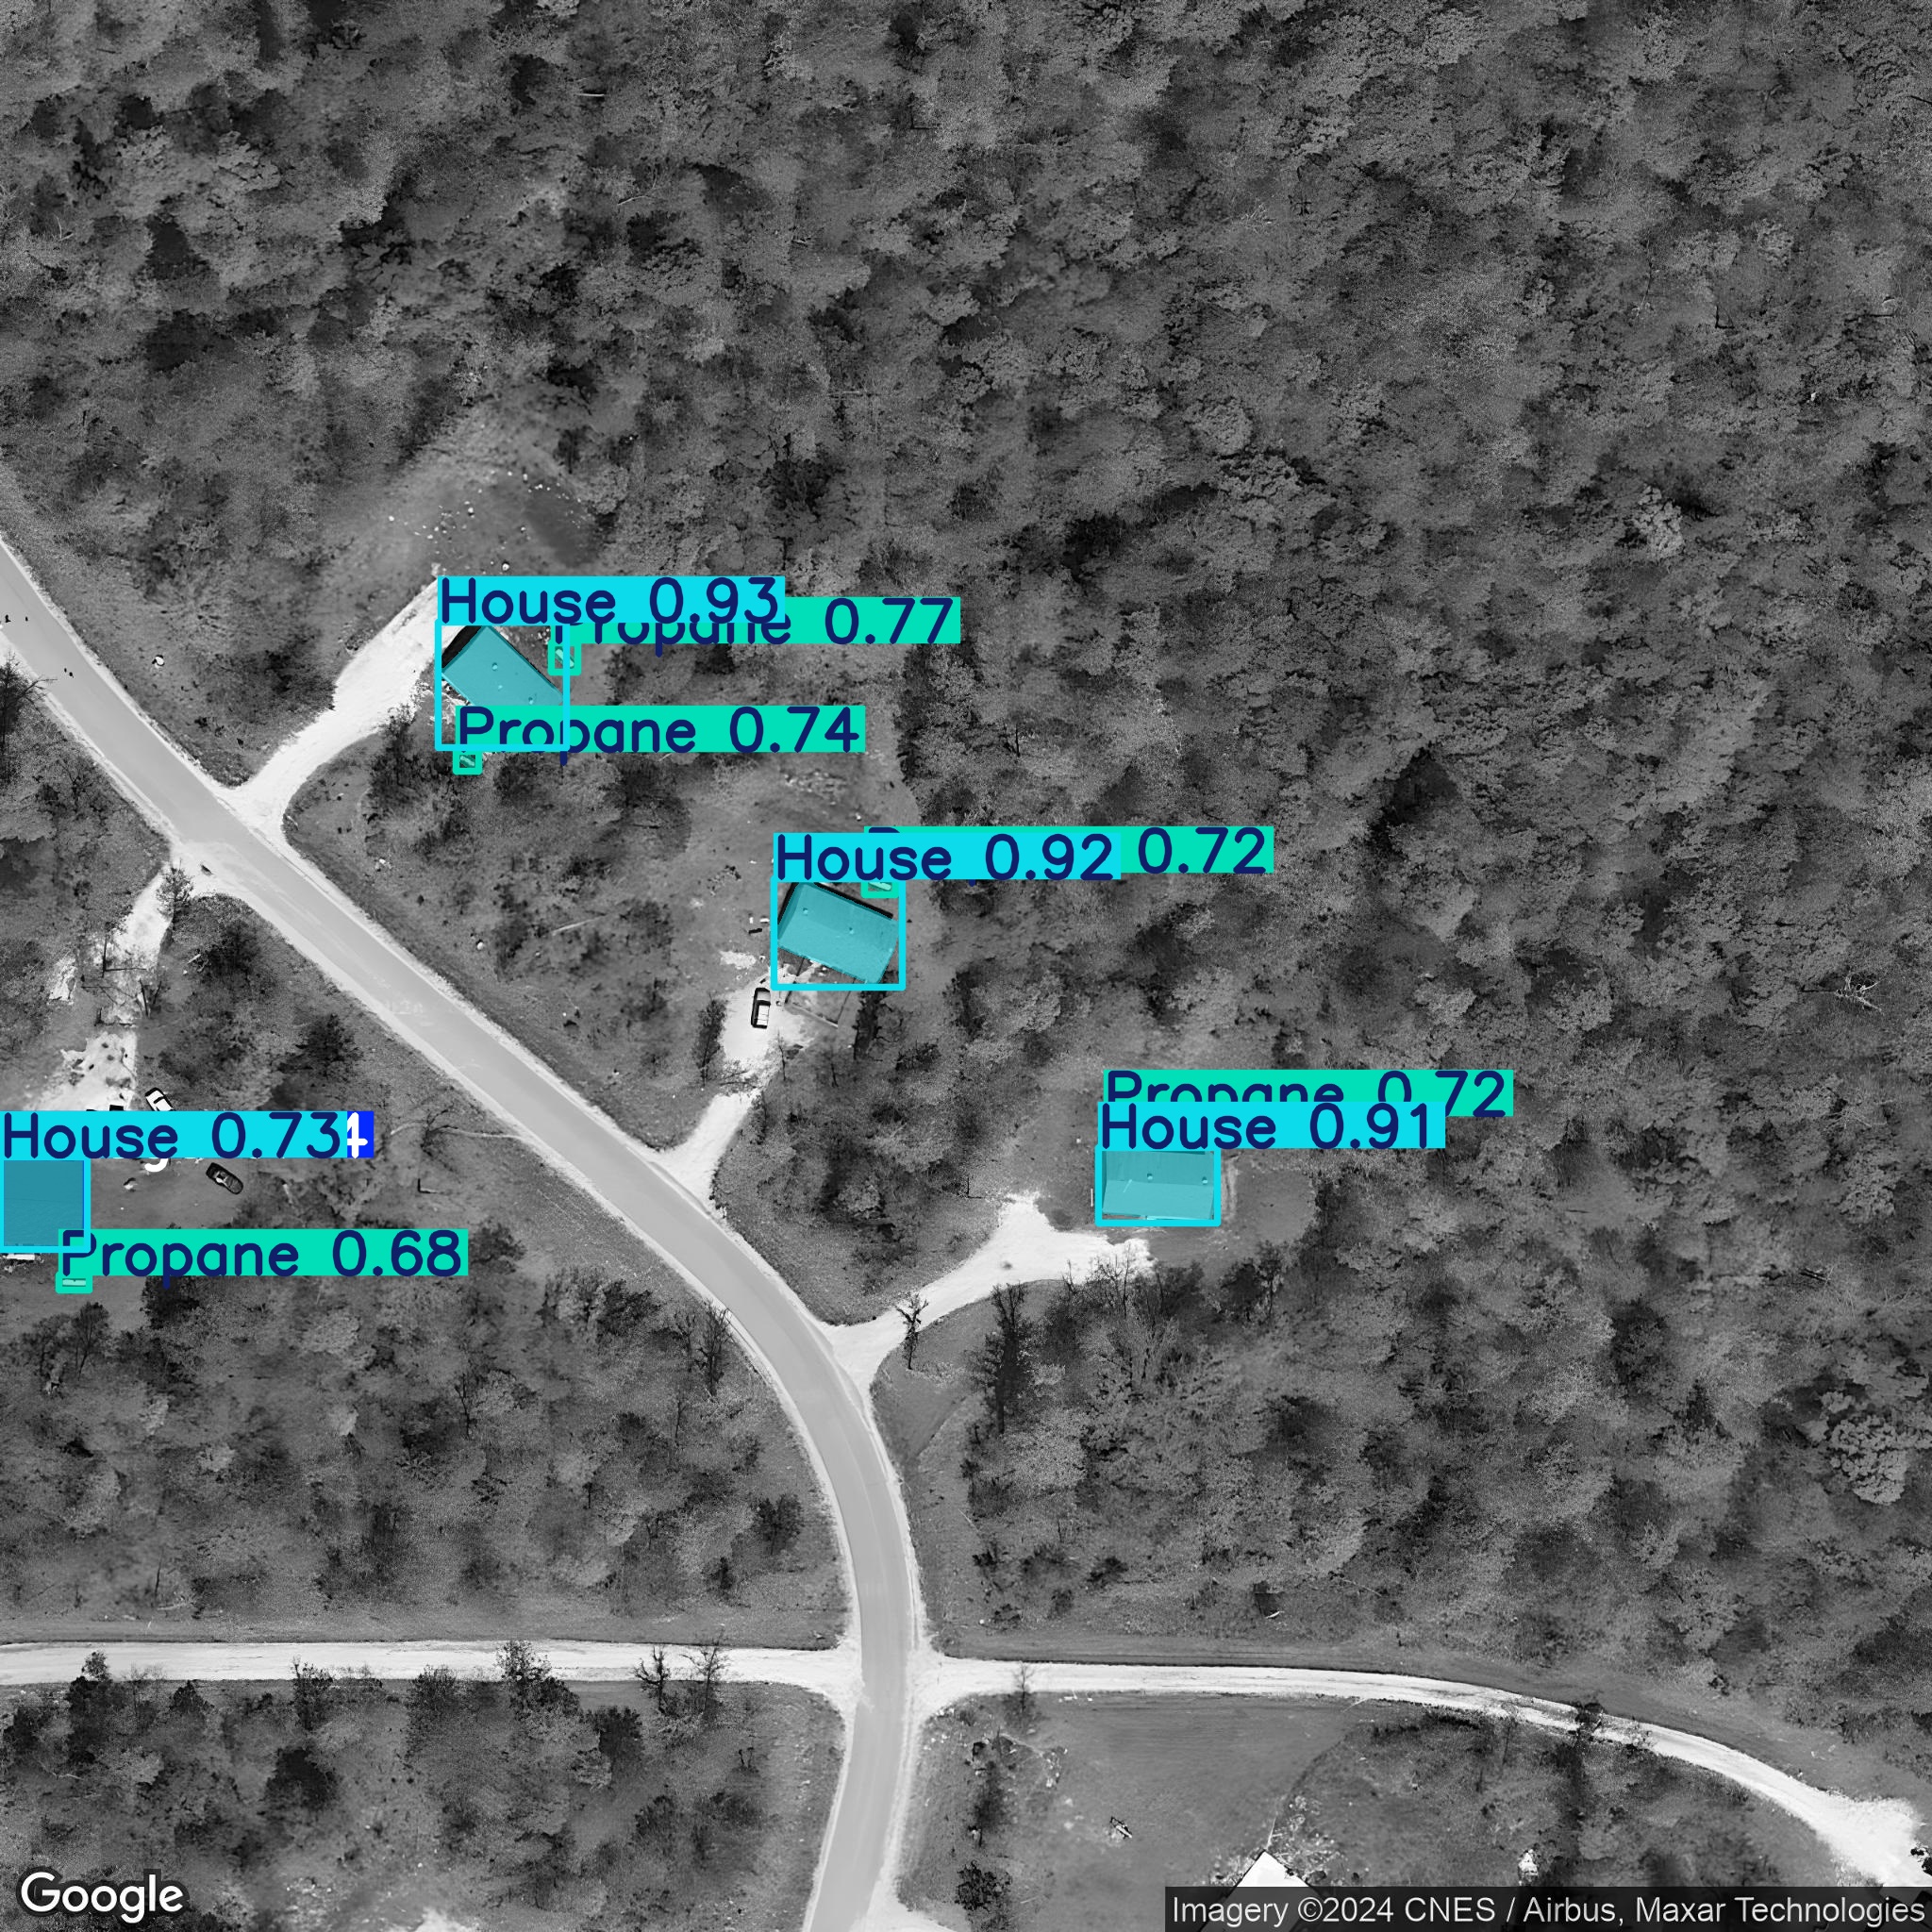 House 0.93
Propane 0.77
Propane 0.74
House 0.92
0.72
Propane 0.72
House 0.91
House 0.73
4
Propane 0.68
Google
Imagery ©2024 CNES / Airbus, Maxar Technologies